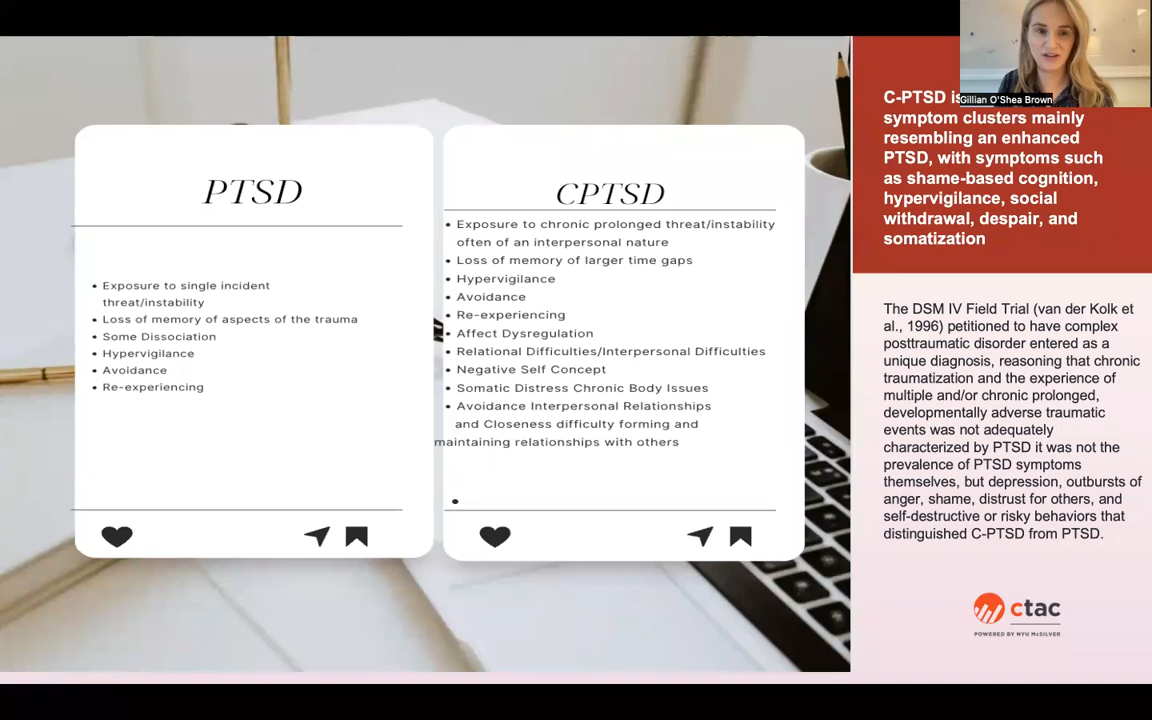 PTSD
Exposure to single incident
threat/instability
Loss of memory of aspects of the trauma
Some Dissociation
Hypervigilance
Avoidance
Re-experiencing
CPTSD
Exposure to chronic prolonged threat/instability
often of an interpersonal nature
Loss of memory of larger time gaps
Hypervigilance
Avoidance
Re-experiencing
Affect Dysregulation
Relational Difficulties/Interpersonal Difficulties
Negative Self Concept
Somatic Distress Chronic Body Issues
Avoidance Interpersonal Relationships
and Closeness difficulty forming and
maintaining relationships with others
Gillian O'Shea Brown
C-PTSD is
symptom clusters mainly
resembling an enhanced
PTSD, with symptoms such
as shame-based cognition,
hypervigilance, social
withdrawal, despair, and
somatization
The DSM IV Field Trial (van der Kolk et
al., 1996) petitioned to have complex
posttraumatic disorder entered as a
unique diagnosis, reasoning that chronic
traumatization and the experience of
multiple and/or chronic prolonged,
developmentally adverse traumatic
events was not adequately
characterized by PTSD it was not the
prevalence of PTSD symptoms
themselves, but depression, outbursts of
anger, shame, distrust for others, and
self-destructive or risky behaviors that
distinguished C-PTSD from PTSD.
ctac
POWERED BY NYU McSILVER